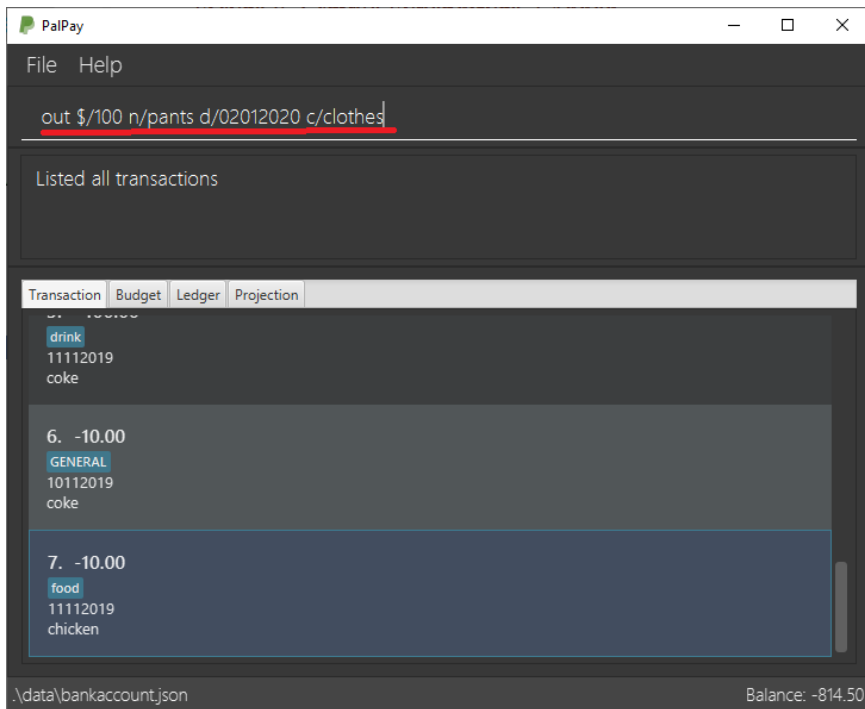 PalPay
File Help
out $/100 n/pants d/02012020 c/clothes
Listed all transactions
Transaction Budget Ledger Projection
drink
11112019
coke
6. -10.00
GENERAL
10112019
coke
7. -10.00
food
11112019
chicken
.\data\bankaccount.json Balance: -814.50